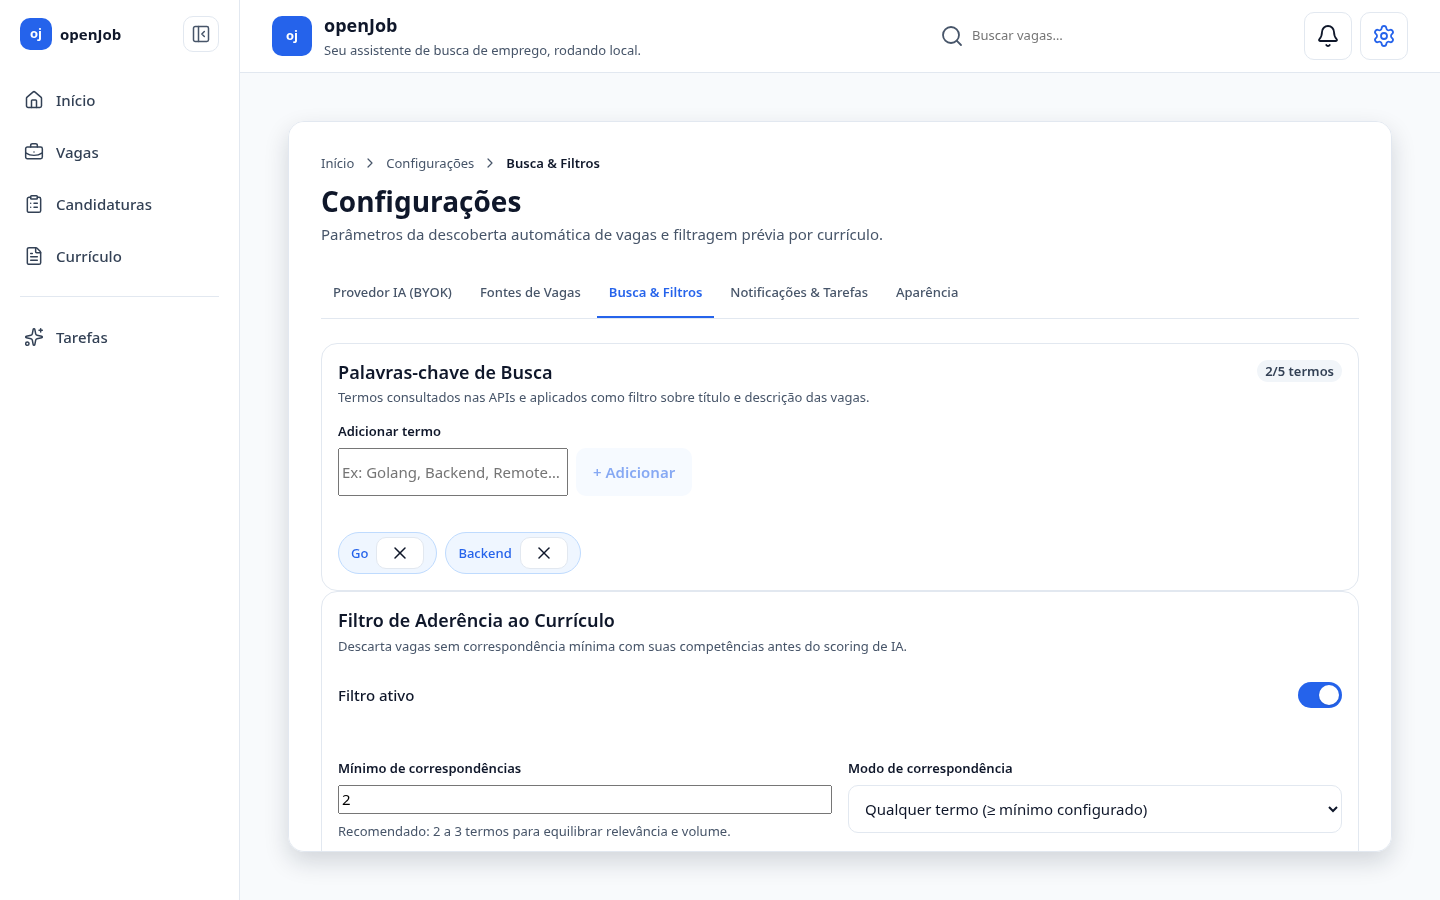 oj openJob
Início
Vagas
Candidaturas
Currículo
Tarefas
oj
openJob
Seu assistente de busca de emprego, rodando local.
Buscar vagas...
Início Configurações Busca & Filtros
Configurações
Parâmetros da descoberta automática de vagas e filtragem prévia por currículo.
Provedor IA (BYOK) Fontes de Vagas Busca & Filtros Notificações & Tarefas Aparência
Palavras-chave de Busca
2/5 termos
Termos consultados nas APIs e aplicados como filtro sobre título e descrição das vagas.
Adicionar termo
Ex: Golang, Backend, Remote... + Adicionar
Go Backend
Filtro de Aderência ao Currículo
Descarta vagas sem correspondência mínima com suas competências antes do scoring de IA.
Filtro ativo
Mínimo de correspondências
2
Recomendado: 2 a 3 termos para equilibrar relevância e volume.
Modo de correspondência
Qualquer termo (≥ mínimo configurado)